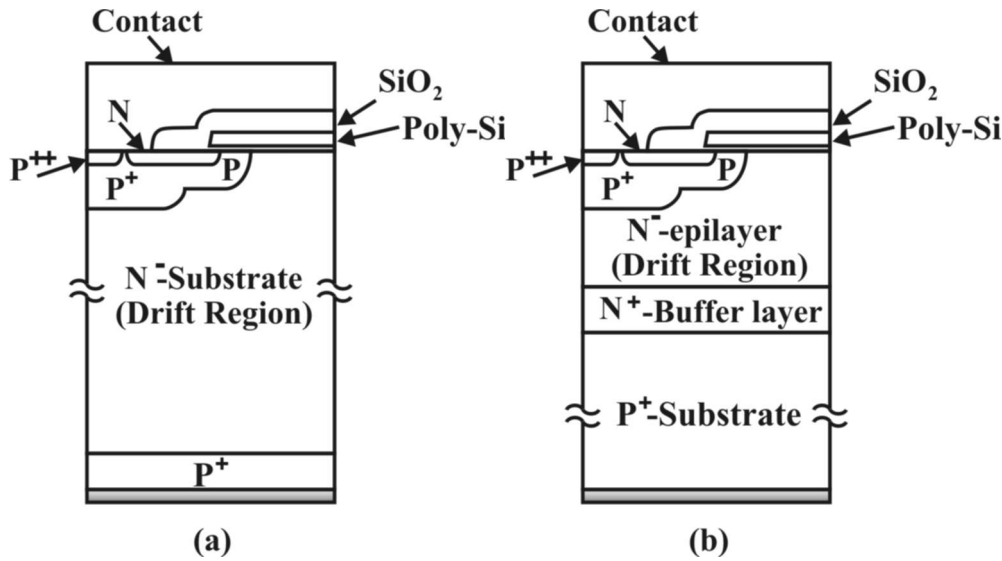 Contact
SiO₂
N
Poly-Si
P⁺⁺
P⁺
P
N⁻-Substrate
(Drift Region)
P⁺
(a)
Contact
SiO₂
N
Poly-Si
P⁺⁺
P⁺
P
N⁻-epilayer
(Drift Region)
N⁺-Buffer layer
P⁺-Substrate
(b)